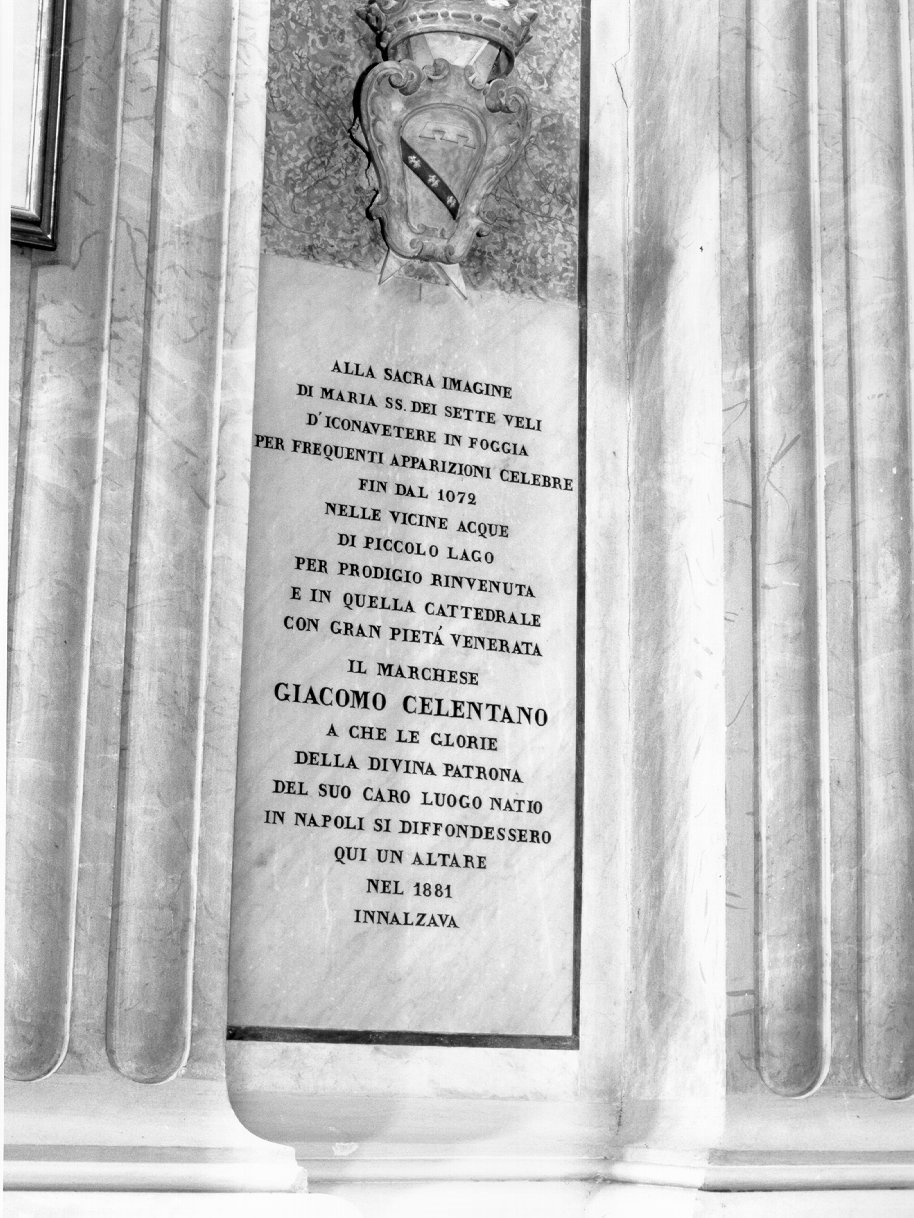 ALLA SACRA IMAGINE
DI MARIA SS. DEI SETTE VELI
D'ICONAVETERE IN FOGGIA
PER FREQUENTI APPARIZIONI CELEBRE
FIN DAL 1072
NELLE VICINE ACQUE
DI PICCOLO LAGO
PER PRODIGIO RINVENUTA
E IN QUELLA CATTEDRALE
CON GRAN PIETÁ VENERATA
IL MARCHESE
GIACOMO CELENTANO
A CHE LE GLORIE
DELLA DIVINA PATRONA
DEL SUO CARO LUOGO NATIO
IN NAPOLI SI DIFFONDESSERO
QUI UN ALTARE
NEL 1881
INNALZAVA